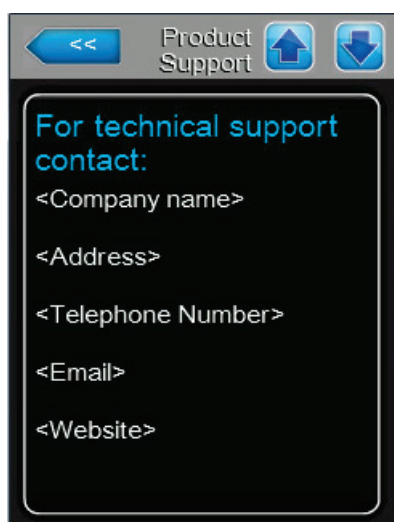 <<
Product
Support
For technical support
contact:
<Company name>
<Address>
<Telephone Number>
<Email>
<Website>